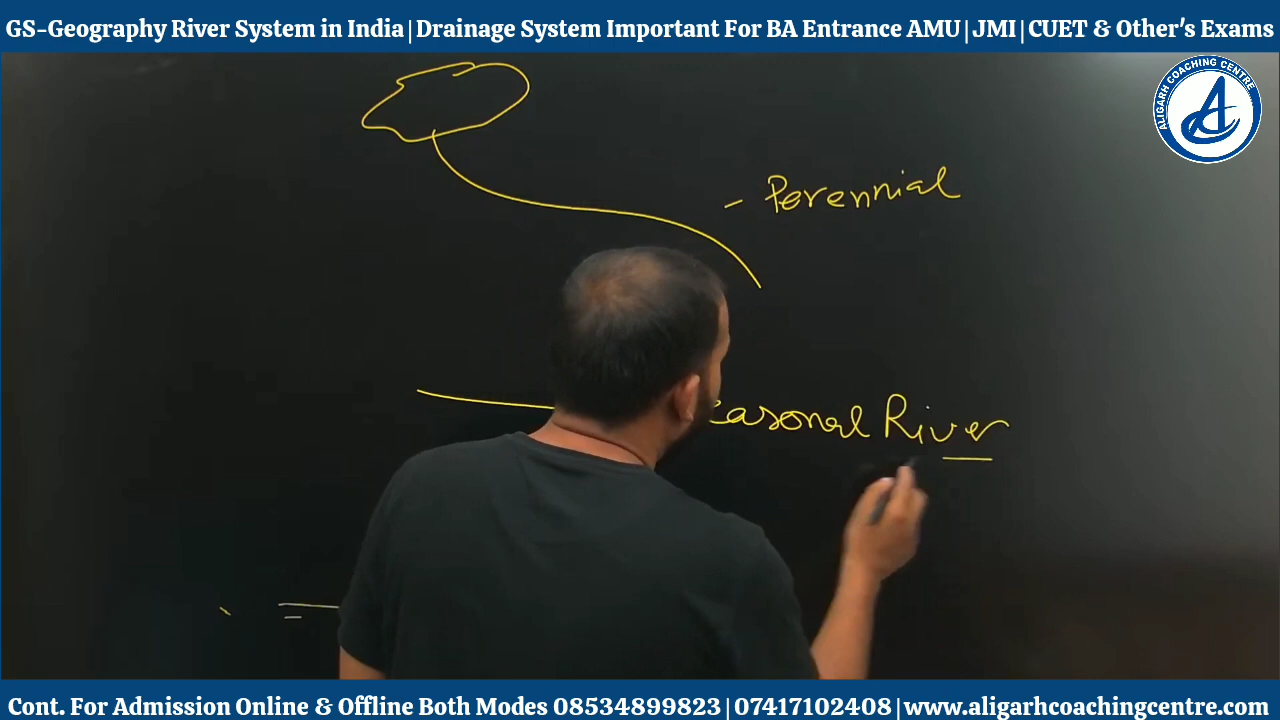 GS-Geography River System in India|Drainage System Important For BA Entrance AMU|JMI|CUET & Other's Exams
ALIGARH COACHING CENTRE
A
- Perennial
easonal River
Cont. For Admission Online & Offline Both Modes 08534899823|07417102408|www.aligarhcoachingcentre.com